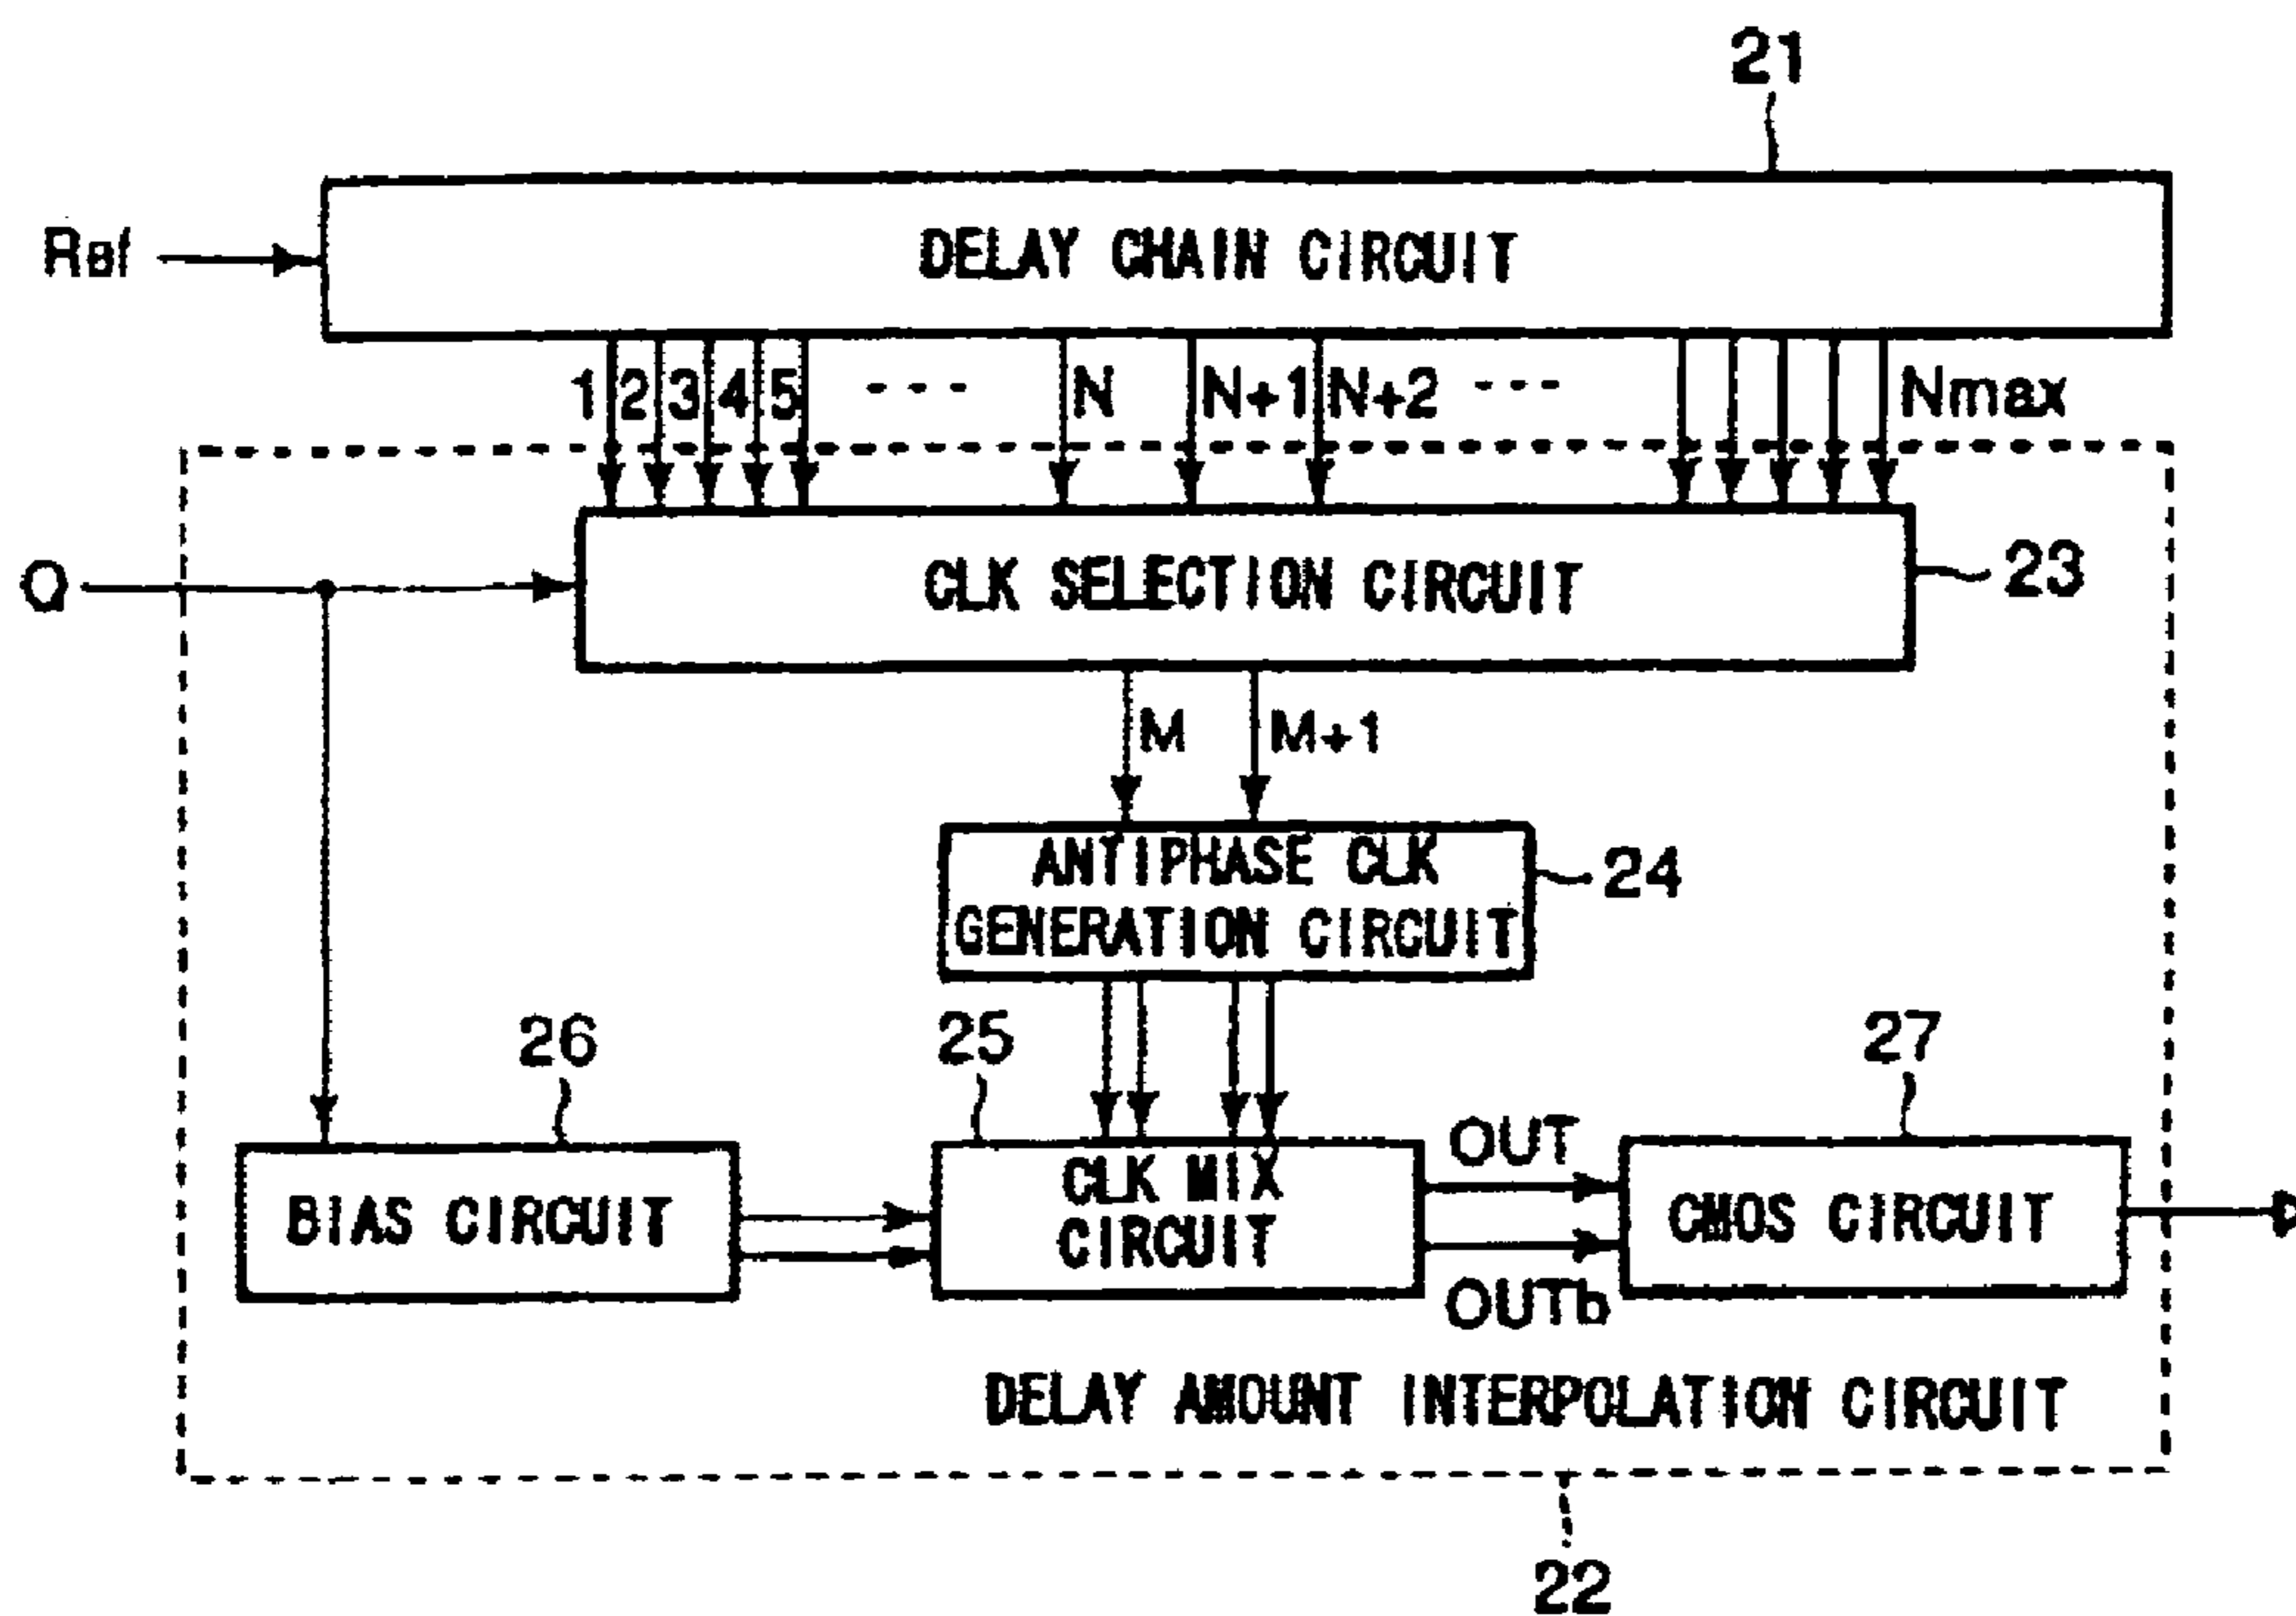 21
Ref
DELAY CHAIN CIRCUIT
1 2 3 4 5 --- N N+1 N+2 --- Nmax
Q
CLK SELECTION CIRCUIT
23
M M+1
ANTIPHASE CLK
GENERATION CIRCUIT
24
26
25
27
BIAS CIRCUIT
CLK MIX
CIRCUIT
OUT
OUTb
CMOS CIRCUIT
DELAY AMOUNT INTERPOLATION CIRCUIT
22